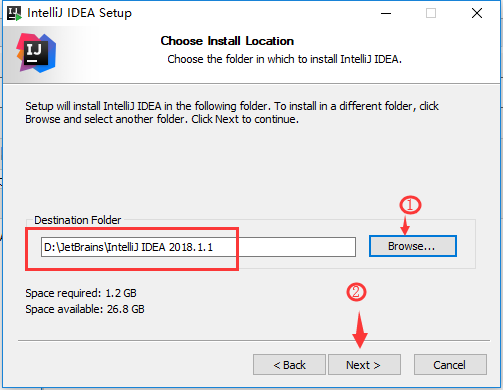 IntelliJ IDEA Setup
IJ
Choose Install Location
Choose the folder in which to install IntelliJ IDEA.
Setup will install IntelliJ IDEA in the following folder. To install in a different folder, click
Browse and select another folder. Click Next to continue.
①
Destination Folder
D:\JetBrains\IntelliJ IDEA 2018.1.1
Browse...
Space required: 1.2 GB
Space available: 26.8 GB
②
< Back
Next >
Cancel